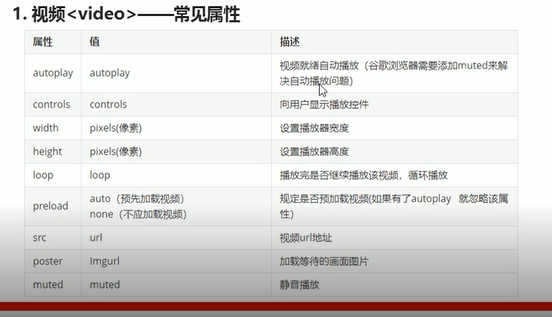 1. 视频<video>——常见属性
属性 值 描述
autoplay autoplay 视频就绪自动播放（谷歌浏览器需要添加muted来解
决自动播放问题）
controls controls 向用户显示播放控件
width pixels(像素) 设置播放器宽度
height pixels(像素) 设置播放器高度
loop loop 播放完是否继续播放该视频，循环播放
preload auto（预先加载视频） 规定是否预加载视频(如果有了autoplay 就忽略该属
none（不应加载视频） 性）
src url 视频url地址
poster Imgurl 加载等待的画面图片
muted muted 静音播放